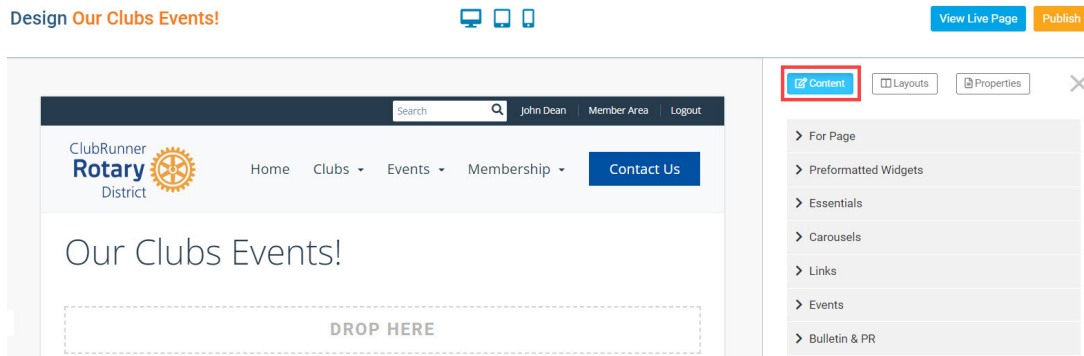 Design Our Clubs Events!
View Live Page
Publish
Content
Layouts
Properties
Search
John Dean
Member Area
Logout
ClubRunner
Rotary
District
Home
Clubs
Events
Membership
Contact Us
Our Clubs Events!
DROP HERE
For Page
Preformatted Widgets
Essentials
Carousels
Links
Events
Bulletin & PR